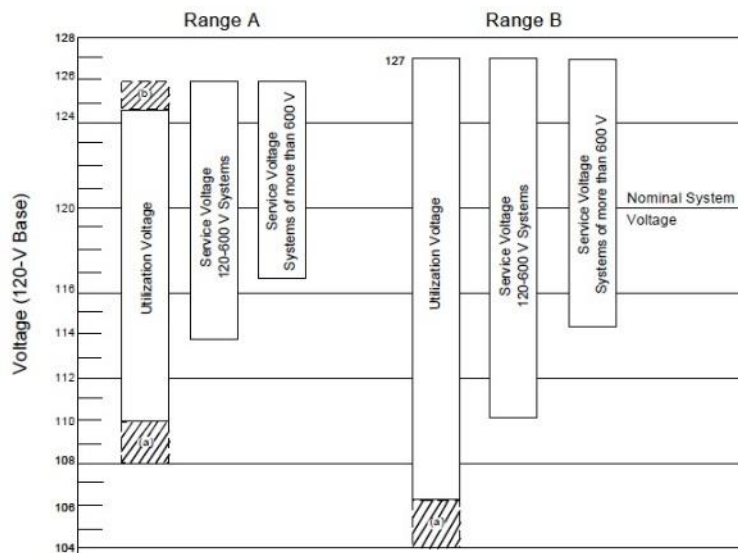 Range A
Range B
Voltage (120-V Base)
128
126
124
120
116
114
112
110
108
106
104
(b)
Utilization Voltage
(a)
Service Voltage
120-600 V Systems
Service Voltage
Systems of more than 600 V
127
Utilization Voltage
(a)
Service Voltage
120-600 V Systems
Service Voltage
Systems of more than 600 V
Nominal System
Voltage